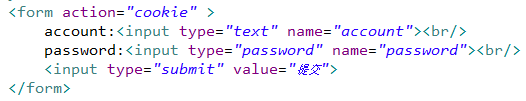 <form action="cookie" >
account:<input type="text" name="account"><br/>
password:<input type="password" name="password"><br/>
<input type="submit" value="提交">
</form>